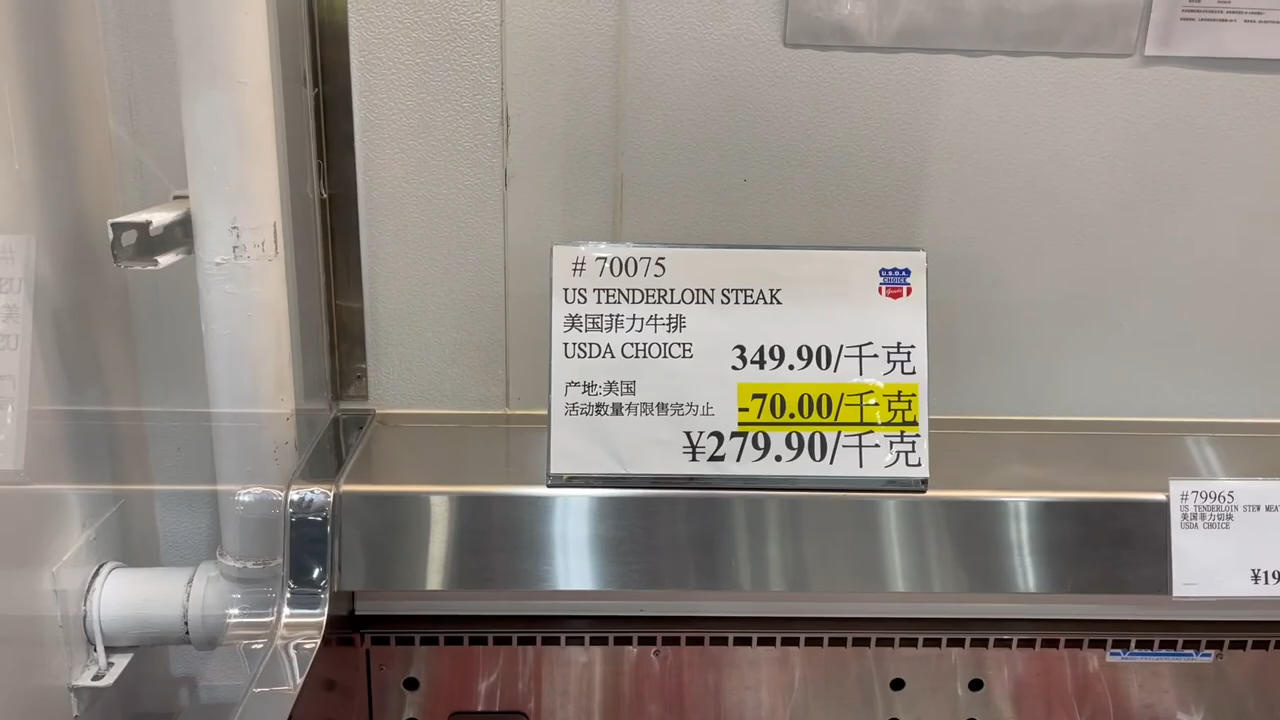 # 70075
US TENDERLOIN STEAK
美国菲力牛排
USDA CHOICE
349.90/千克
产地:美国
-70.00/千克
活动数量有限售完为止
¥279.90/千克
U.S.D.A.
CHOICE
#79965
US TENDERLOIN STEW
美国菲力切块
USDA CHOICE
¥19